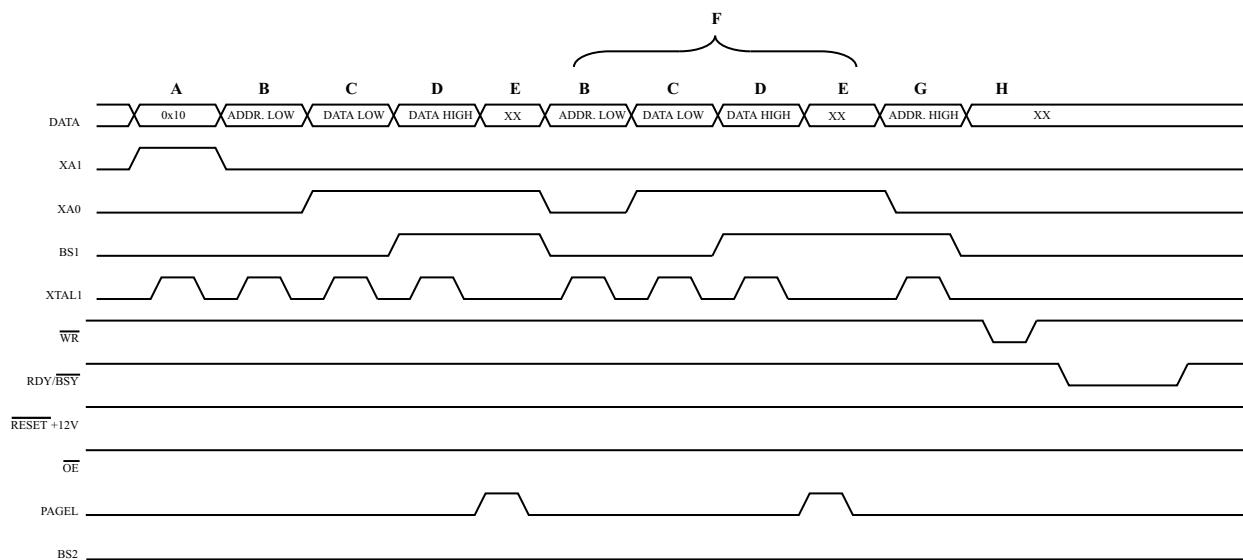 F
A B C D E B C D E G H
DATA 0x10 ADDR. LOW DATA LOW DATA HIGH XX ADDR. LOW DATA LOW DATA HIGH XX ADDR. HIGH XX
XA1
XA0
BS1
XTAL1
WR
RDY/BSY
RESET +12V
OE
PAGEL
BS2